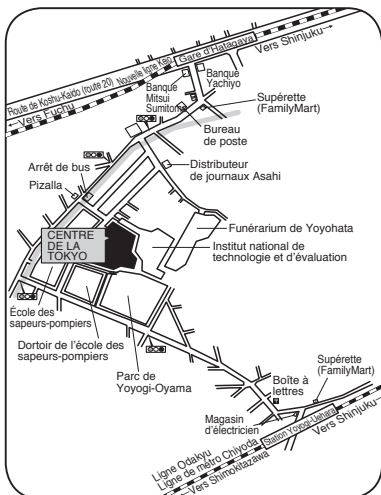 Route de Koshu-Kaido (route 20)
Nouvelle ligne Keio
Gare d'Hatagaya
Vers Shinjuku
Vers Fuchu
Banque
Mitsui
Sumitomo
Banque
Yachiyo
Supérette
(FamilyMart)
Bureau
de poste
Arrêt de bus
Distributeur
de journaux Asahi
Pizalla
CENTRE
DE LA
TOKYO
Funérarium de Yoyohata
Institut national de
technologie et d'évaluation
École des
sapeurs-pompiers
Dortoir de l'école des
sapeurs-pompiers
Parc de
Yoyogi-Oyama
Boîte à
lettres
Supérette
(FamilyMart)
Magasin
d'électricien
Station Yoyogi-Uehara
Vers Shinjuku
Ligne Odakyu
Ligne de métro Chiyoda
Vers Shimokitazawa